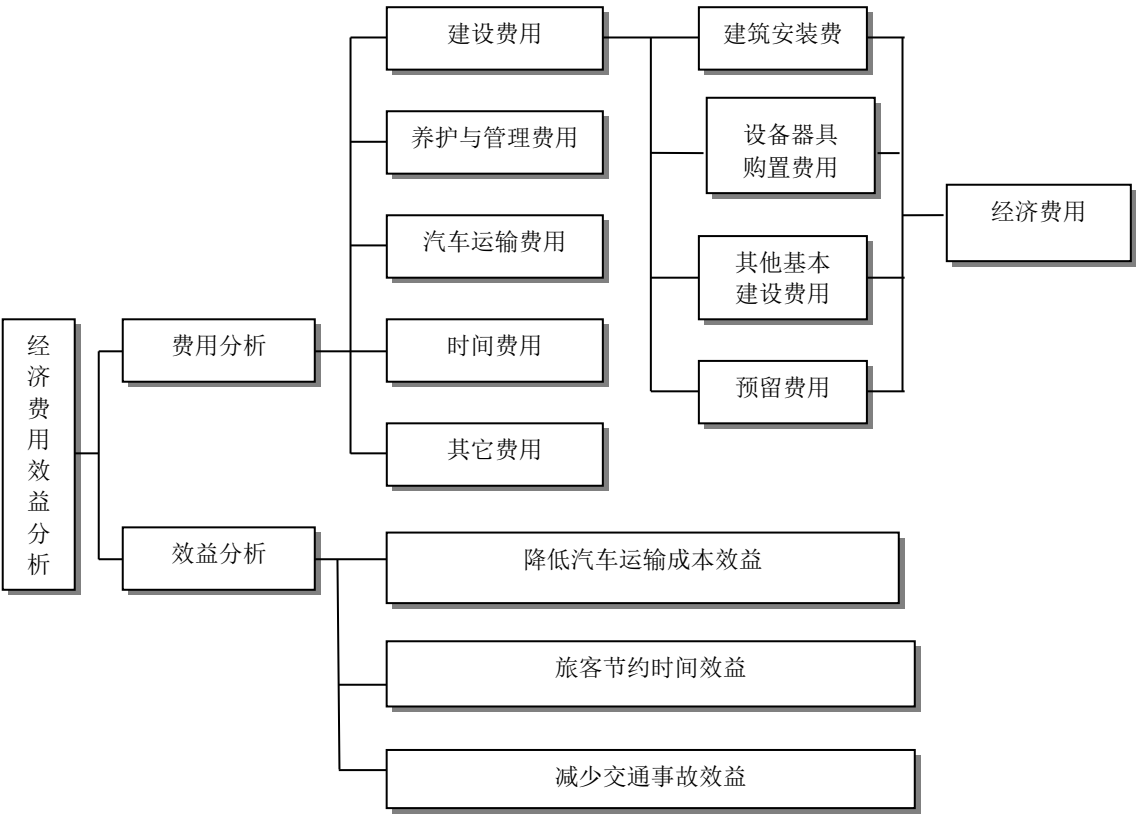 建设费用
建筑安装费
养护与管理费用
设备器具
购置费用
汽车运输费用
其他基本
建设费用
经济费用
经
济
费
用
效
益
分
析
费用分析
时间费用
预留费用
其它费用
效益分析
降低汽车运输成本效益
旅客节约时间效益
减少交通事故效益